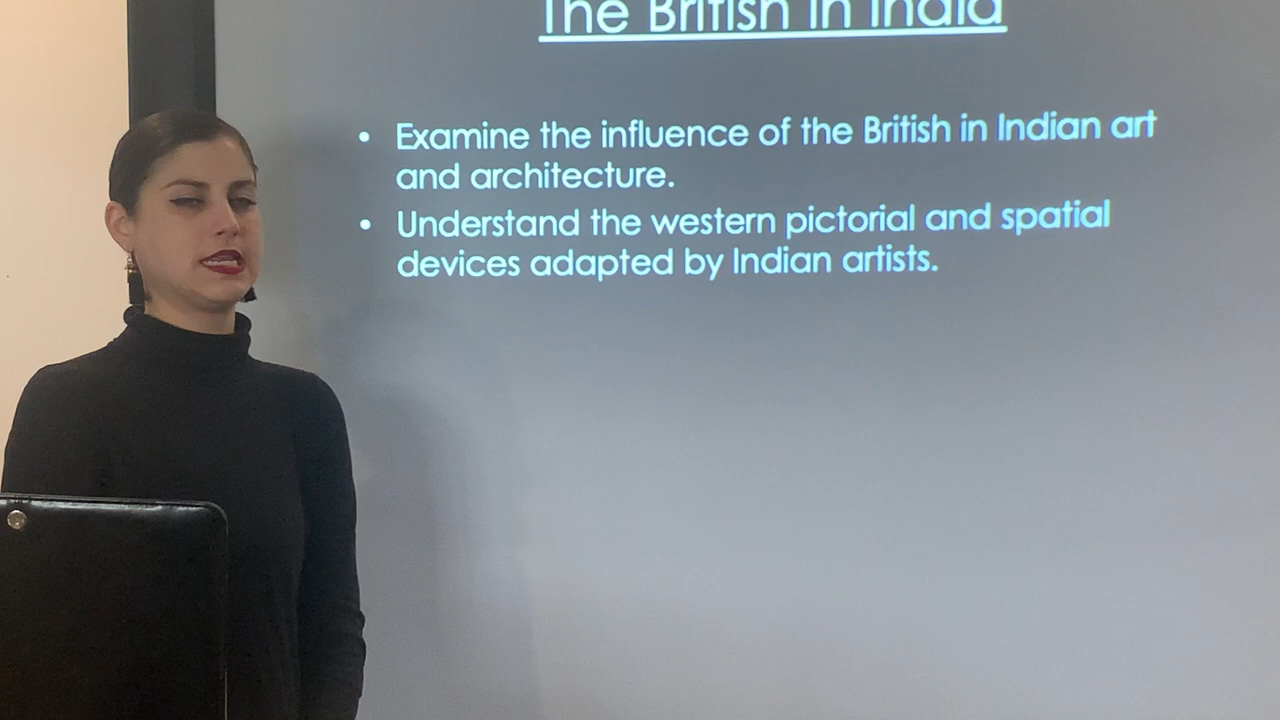 The British in India
• Examine the influence of the British in Indian art
and architecture.
• Understand the western pictorial and spatial
devices adapted by Indian artists.